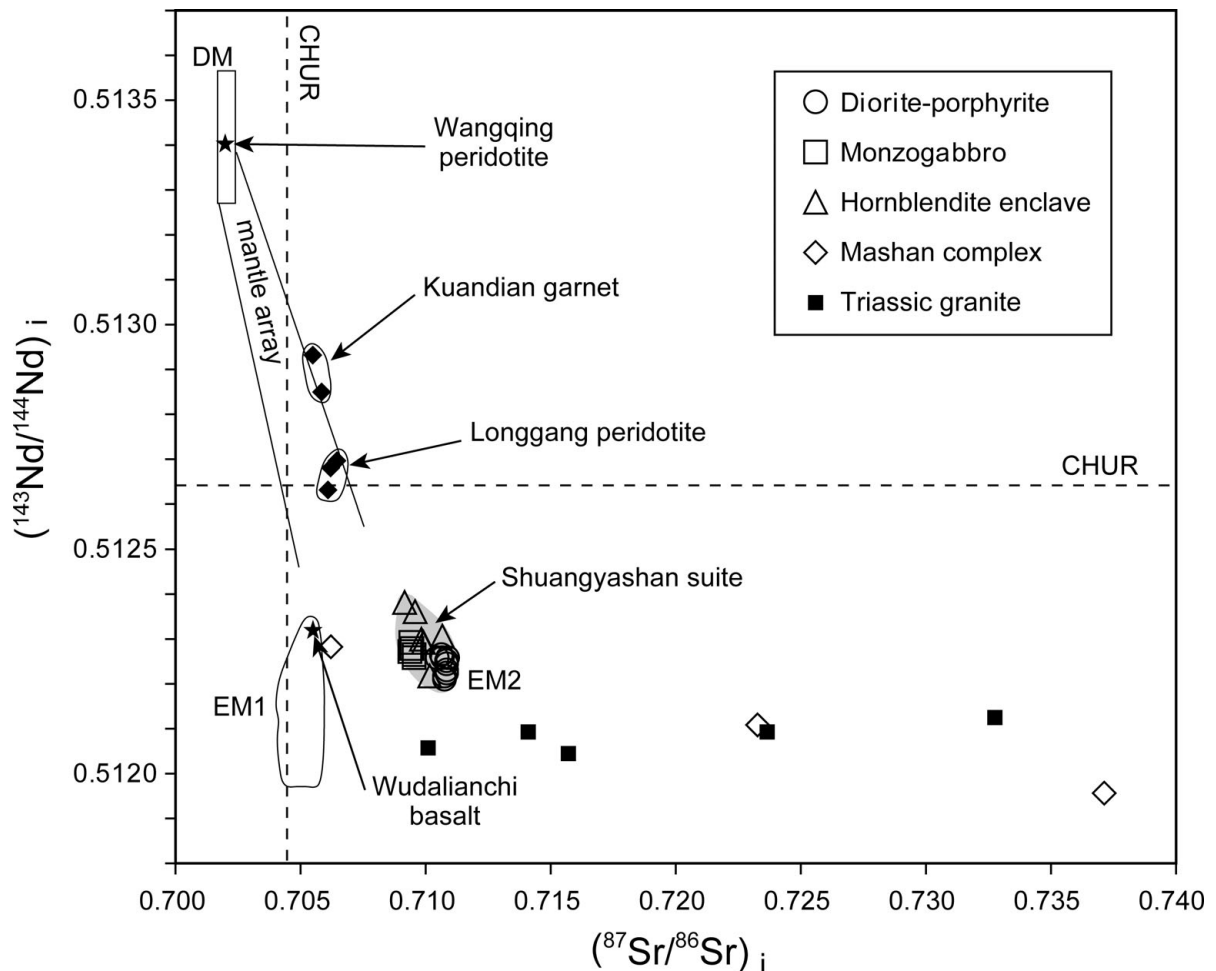 DM
CHUR
Wangqing
peridotite
mantle array
Kuandian garnet
Longgang peridotite
CHUR
Shuangyashan suite
EM2
EM1
Wudalianchi
basalt
Diorite-porphyrite
Monzogabbro
Hornblendite enclave
Mashan complex
Triassic granite
0.5135
0.5130
0.5125
0.5120
(¹⁴³Nd/¹⁴⁴Nd) i
0.700 0.705 0.710 0.715 0.720 0.725 0.730 0.735 0.740
(⁸⁷Sr/⁸⁶Sr) i